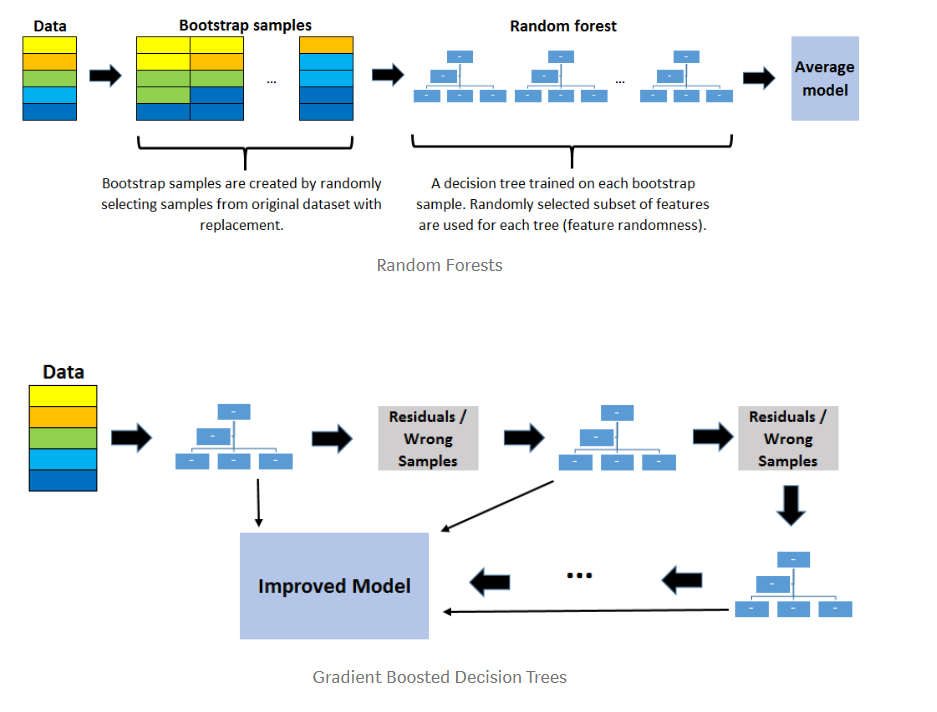 Data
Bootstrap samples
Random forest
...
...
Average
model
Bootstrap samples are created by randomly
selecting samples from original dataset with
replacement.
A decision tree trained on each bootstrap
sample. Randomly selected subset of features
are used for each tree (feature randomness).
Random Forests
Data
Residuals /
Wrong
Samples
Residuals /
Wrong
Samples
Improved Model
...
Gradient Boosted Decision Trees